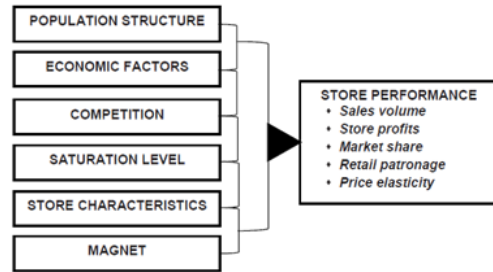 POPULATION STRUCTURE
ECONOMIC FACTORS
COMPETITION
SATURATION LEVEL
STORE CHARACTERISTICS
MAGNET
STORE PERFORMANCE
• Sales volume
• Store profits
• Market share
• Retail patronage
• Price elasticity